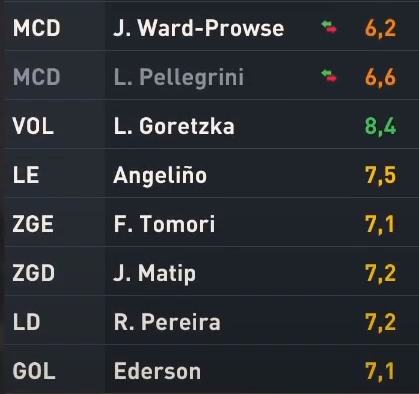 MCD J. Ward-Prowse 6,2
MCD L. Pellegrini 6,6
VOL L. Goretzka 8,4
LE Angeliño 7,5
ZGE F. Tomori 7,1
ZGD J. Matip 7,2
LD R. Pereira 7,2
GOL Ederson 7,1